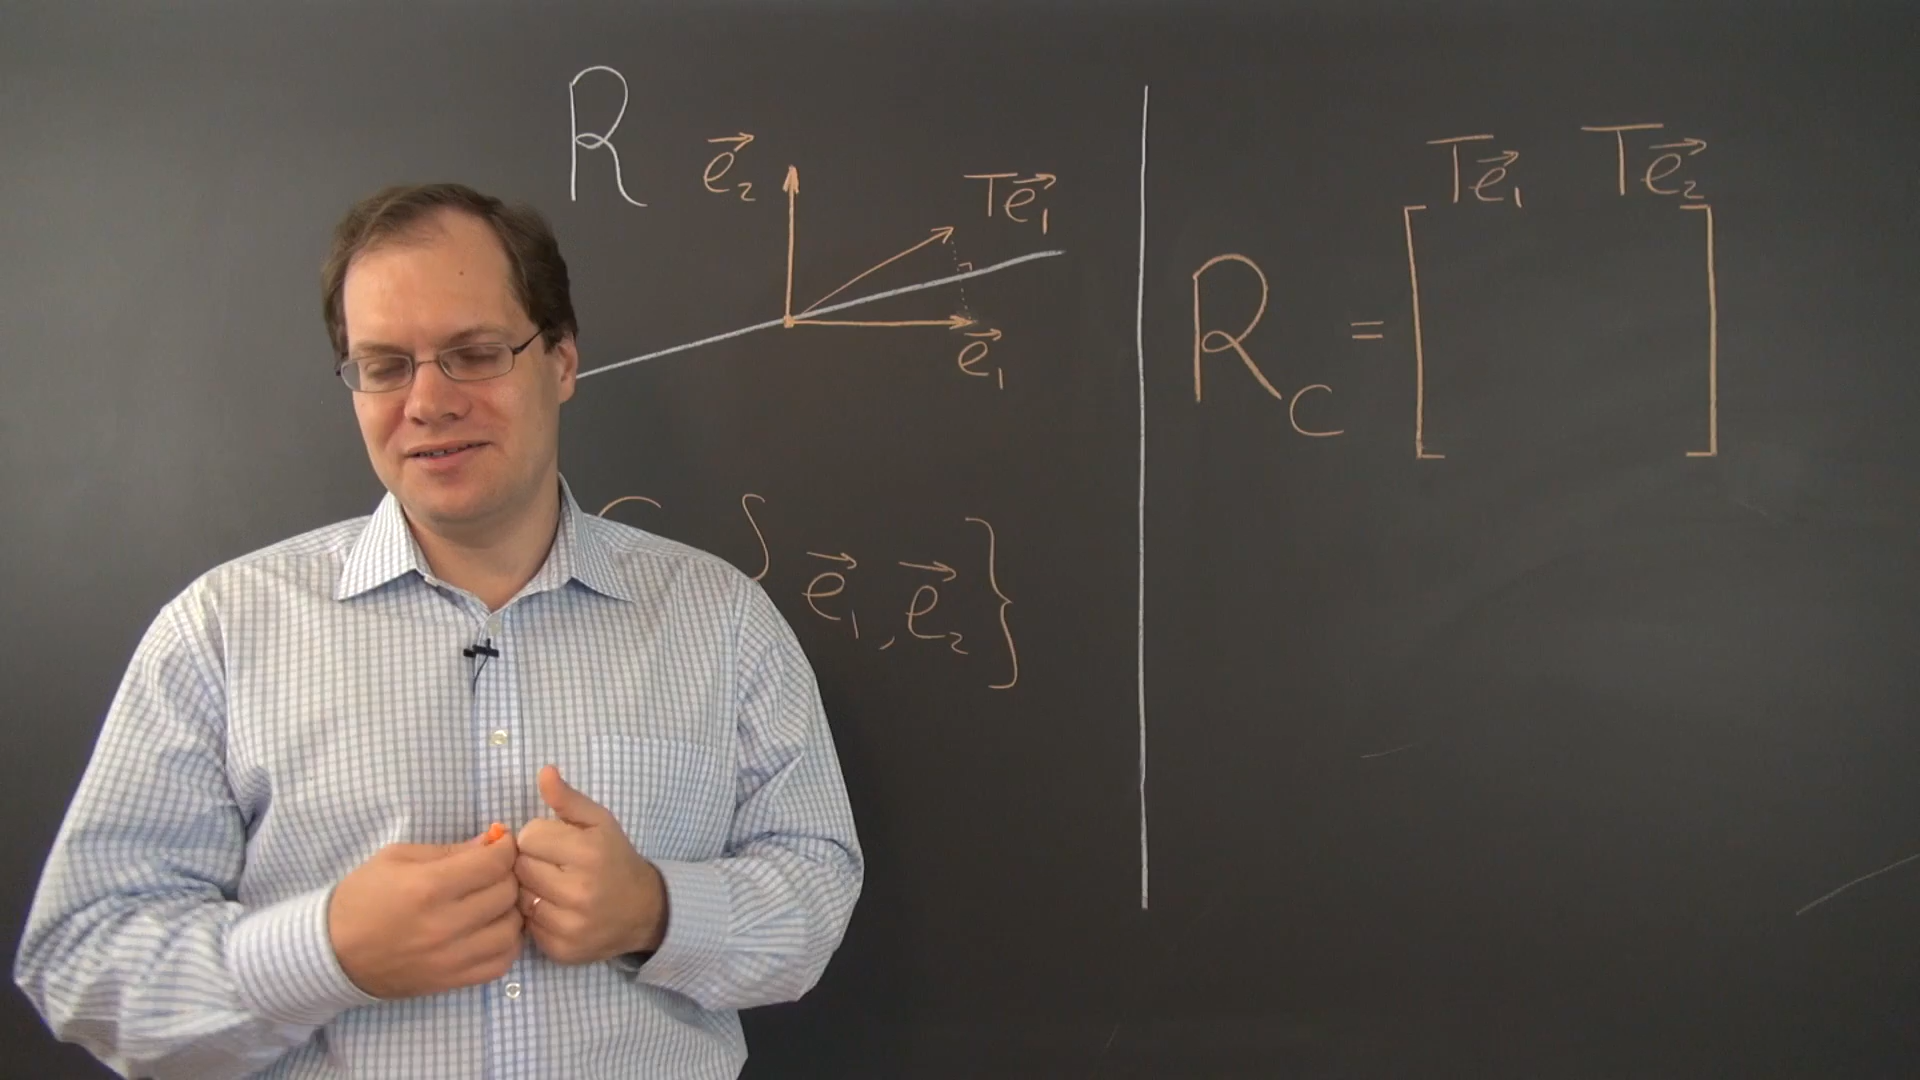 R
e⃗₂
Te⃗₁
e⃗₁
C { e⃗₁, e⃗₂ }
Te⃗₁ Te⃗₂
R_C = [ ]